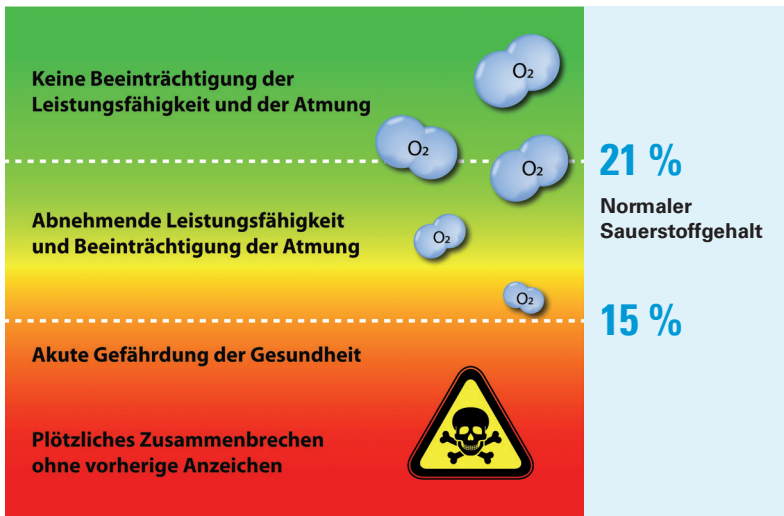 Keine Beeinträchtigung der
Leistungsfähigkeit und der Atmung
O₂
O₂
O₂
21 %
Normaler
Sauerstoffgehalt
Abnehmende Leistungsfähigkeit
und Beeinträchtigung der Atmung
O₂
O₂
15 %
Akute Gefährdung der Gesundheit
Plötzliches Zusammenbrechen
ohne vorherige Anzeichen